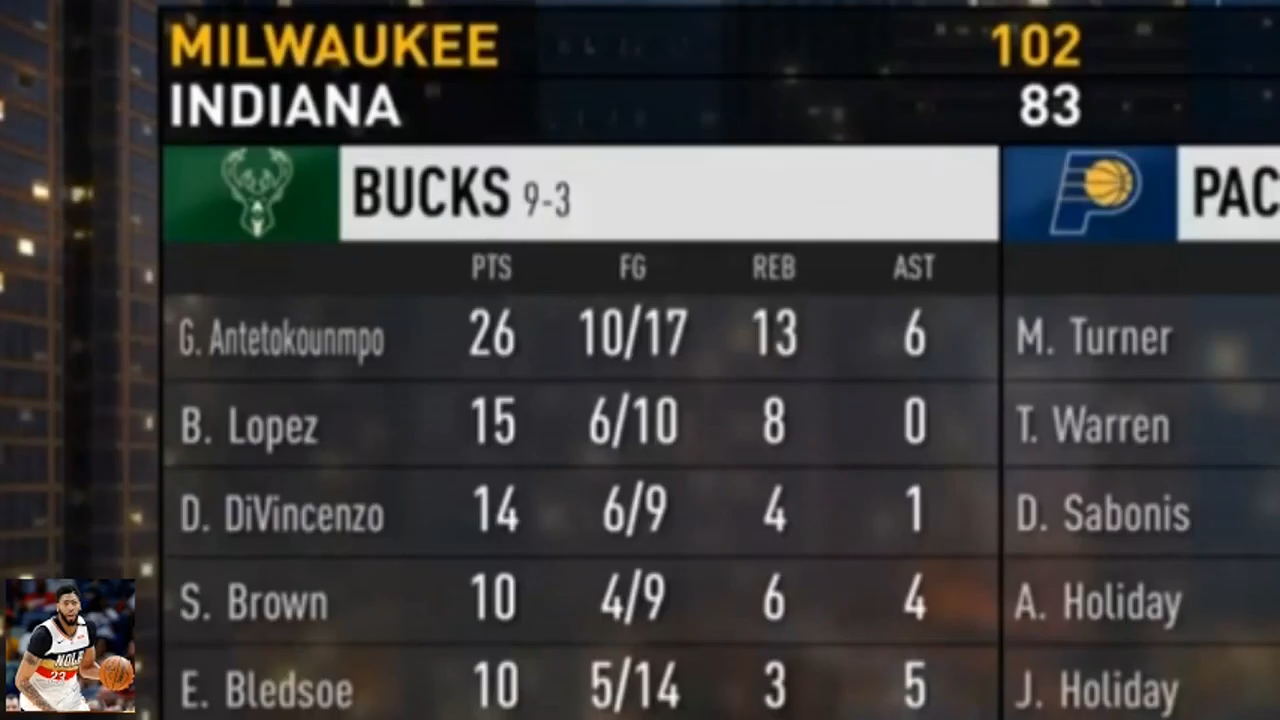 MILWAUKEE 102
INDIANA 83
BUCKS 9-3 PAC
PTS FG REB AST
G. Antetokounmpo 26 10/17 13 6 M. Turner
B. Lopez 15 6/10 8 0 T. Warren
D. DiVincenzo 14 6/9 4 1 D. Sabonis
S. Brown 10 4/9 6 4 A. Holiday
E. Bledsoe 10 5/14 3 5 J. Holiday
NOLA
23